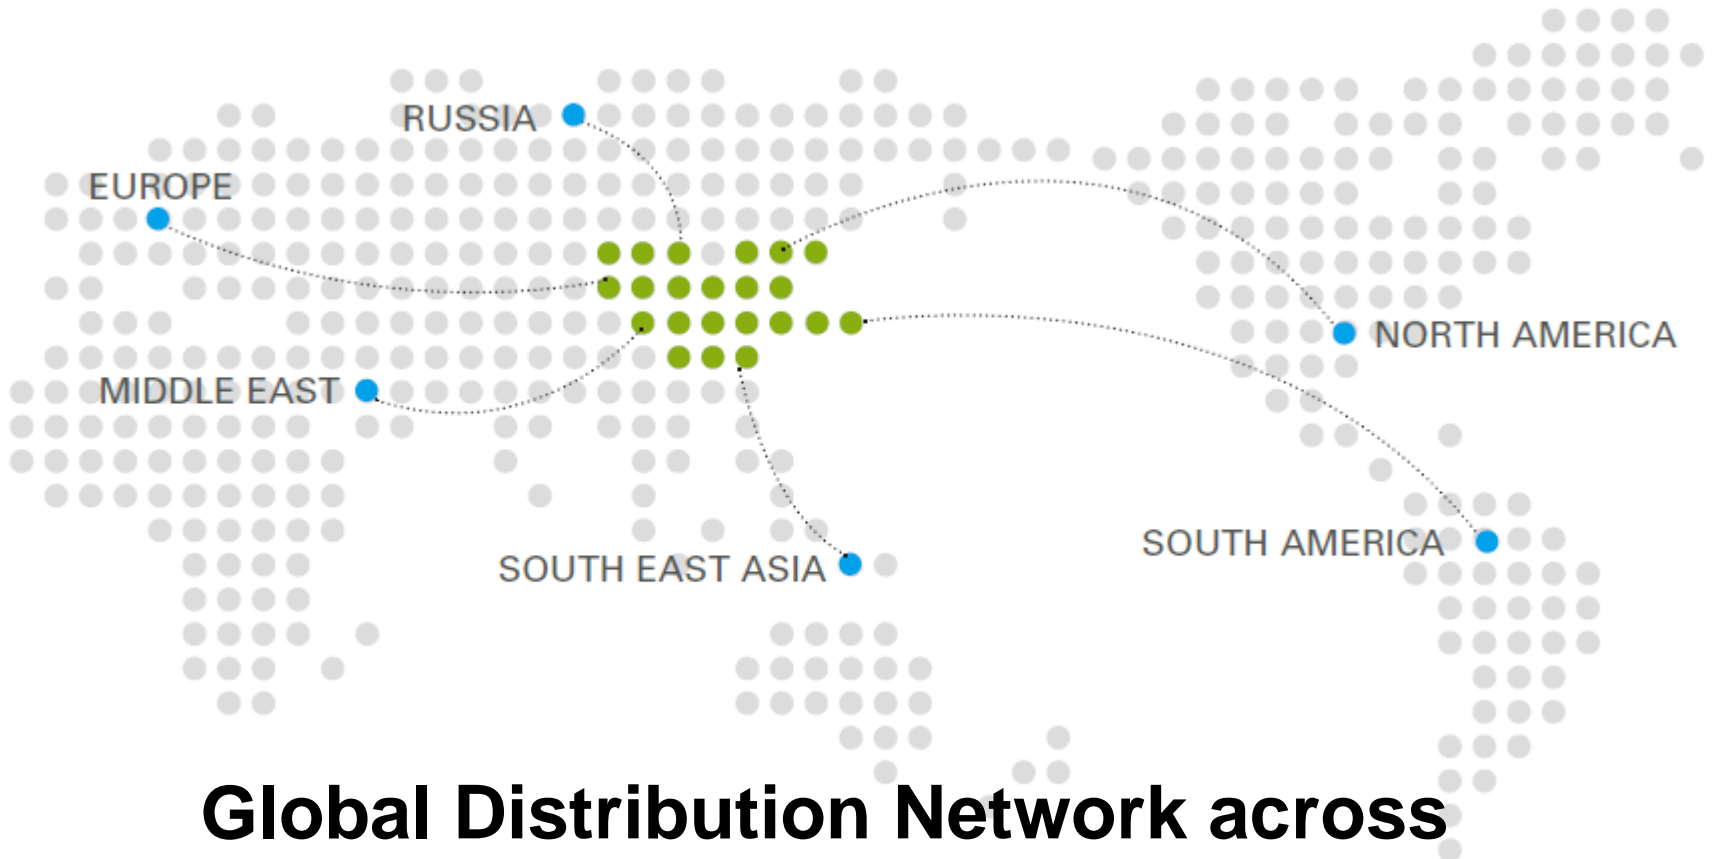 RUSSIA
EUROPE
NORTH AMERICA
MIDDLE EAST
SOUTH AMERICA
SOUTH EAST ASIA
Global Distribution Network across